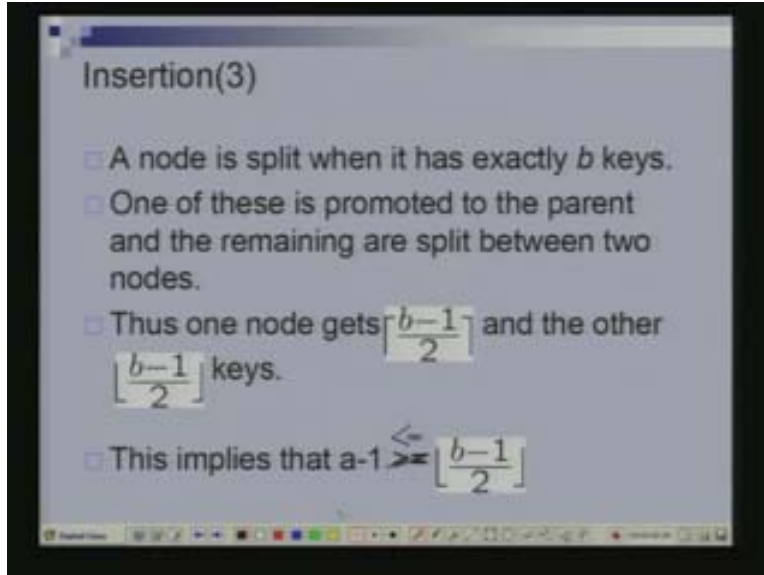 Insertion(3)
A node is split when it has exactly b keys.
One of these is promoted to the parent
and the remaining are split between two
nodes.
Thus one node gets ⌈b−1/2⌉ and the other
⌊b−1/2⌋ keys.
<=
This implies that a-1 >= ⌊b−1/2⌋